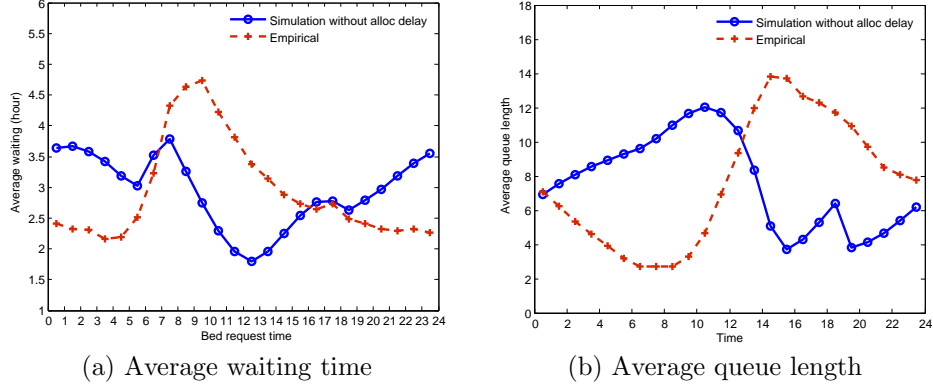 6
5.5
5
4.5
4
3.5
3
2.5
2
1.5
1
Average waiting (hour)
Simulation without alloc delay
Empirical
0 1 2 3 4 5 6 7 8 9 10 11 12 13 14 15 16 17 18 19 20 21 22 23 24
Bed request time
(a) Average waiting time
18
16
14
12
10
8
6
4
2
0
Average queue length
Simulation without alloc delay
Empirical
0 2 4 6 8 10 12 14 16 18 20 22 24
Time
(b) Average queue length